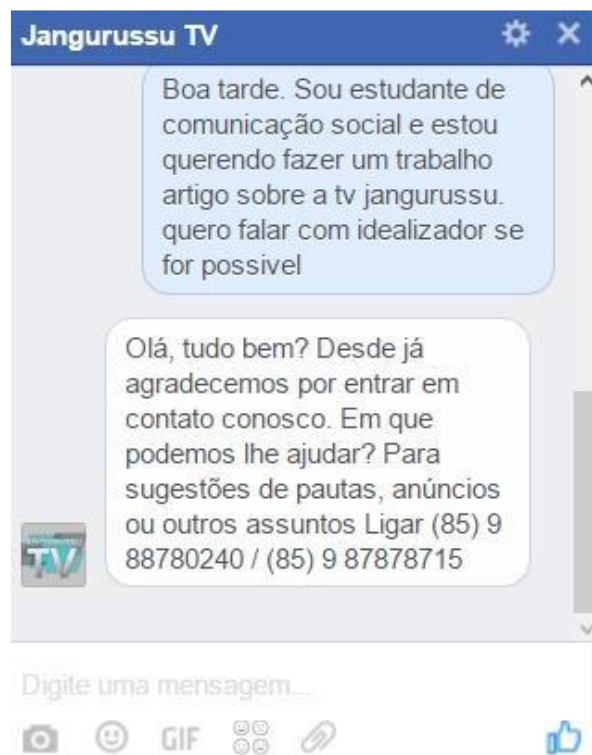 Jangurussu TV
Boa tarde. Sou estudante de
comunicação social e estou
querendo fazer um trabalho
artigo sobre a tv jangurussu.
quero falar com idealizador se
for possivel
Olá, tudo bem? Desde já
agradecemos por entrar em
contato conosco. Em que
podemos lhe ajudar? Para
sugestões de pautas, anúncios
ou outros assuntos Ligar (85) 9
88780240 / (85) 9 87878715
TV
Digite uma mensagem...
GIF